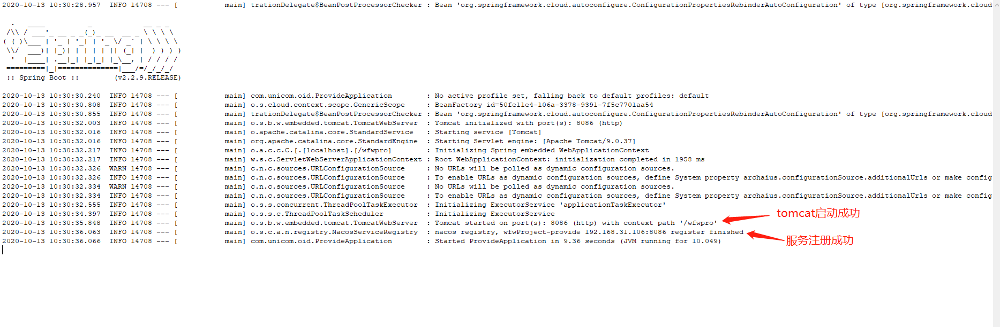 2020-10-13 10:30:28.957  INFO 14708 --- [           main] trationDelegate$BeanPostProcessorChecker : Bean 'org.springframework.cloud.autoconfigure.ConfigurationPropertiesRebinderAutoConfiguration' of type [org.springframework.cloud
  .   ____          _            __ _ _
 /\\ / ___'_ __ _ _(_)_ __  __ _ \ \ \ \
( ( )\___ | '_ | '_| | '_ \/ _` | \ \ \ \
 \\/  ___)| |_)| | | | | || (_| |  ) ) ) )
  '  |____| .__|_| |_|_| |_\__, | / / / /
 =========|_|==============|___/=/_/_/_/
 :: Spring Boot ::        (v2.2.9.RELEASE)
2020-10-13 10:30:30.240  INFO 14708 --- [           main] com.unicom.oid.ProvideApplication        : No active profile set, falling back to default profiles: default
2020-10-13 10:30:30.808  INFO 14708 --- [           main] o.s.cloud.context.scope.GenericScope     : BeanFactory id=50fe11e4-106a-3378-9391-7f5c7701aa54
2020-10-13 10:30:30.855  INFO 14708 --- [           main] trationDelegate$BeanPostProcessorChecker : Bean 'org.springframework.cloud.autoconfigure.ConfigurationPropertiesRebinderAutoConfiguration' of type [org.springframework.cloud
2020-10-13 10:30:32.003  INFO 14708 --- [           main] o.s.b.w.embedded.tomcat.TomcatWebServer  : Tomcat initialized with port(s): 8086 (http)
2020-10-13 10:30:32.016  INFO 14708 --- [           main] o.apache.catalina.core.StandardService   : Starting service [Tomcat]
2020-10-13 10:30:32.016  INFO 14708 --- [           main] org.apache.catalina.core.StandardEngine  : Starting Servlet engine: [Apache Tomcat/9.0.37]
2020-10-13 10:30:32.217  INFO 14708 --- [           main] o.a.c.c.C.[.[localhost].[/wfwpro]        : Initializing Spring embedded WebApplicationContext
2020-10-13 10:30:32.217  INFO 14708 --- [           main] w.s.c.ServletWebServerApplicationContext : Root WebApplicationContext: initialization completed in 1958 ms
2020-10-13 10:30:32.326  WARN 14708 --- [           main] c.n.c.sources.URLConfigurationSource     : No URLs will be polled as dynamic configuration sources.
2020-10-13 10:30:32.326  INFO 14708 --- [           main] c.n.c.sources.URLConfigurationSource     : To enable URLs as dynamic configuration sources, define System property archaius.configurationSource.additionalUrls or make config
2020-10-13 10:30:32.334  WARN 14708 --- [           main] c.n.c.sources.URLConfigurationSource     : No URLs will be polled as dynamic configuration sources.
2020-10-13 10:30:32.334  INFO 14708 --- [           main] c.n.c.sources.URLConfigurationSource     : To enable URLs as dynamic configuration sources, define System property archaius.configurationSource.additionalUrls or make config
2020-10-13 10:30:32.555  INFO 14708 --- [           main] o.s.s.concurrent.ThreadPoolTaskExecutor  : Initializing ExecutorService 'applicationTaskExecutor'
2020-10-13 10:30:34.397  INFO 14708 --- [           main] o.s.s.c.ThreadPoolTaskScheduler          : Initializing ExecutorService
2020-10-13 10:30:35.848  INFO 14708 --- [           main] o.s.b.w.embedded.tomcat.TomcatWebServer  : Tomcat started on port(s): 8086 (http) with context path '/wfwpro'
tomcat启动成功
2020-10-13 10:30:36.063  INFO 14708 --- [           main] o.s.c.a.n.registry.NacosServiceRegistry  : nacos registry, wfwProject-provide 192.168.31.106:8086 register finished
服务注册成功
2020-10-13 10:30:36.066  INFO 14708 --- [           main] com.unicom.oid.ProvideApplication        : Started ProvideApplication in 9.36 seconds (JVM running for 10.049)